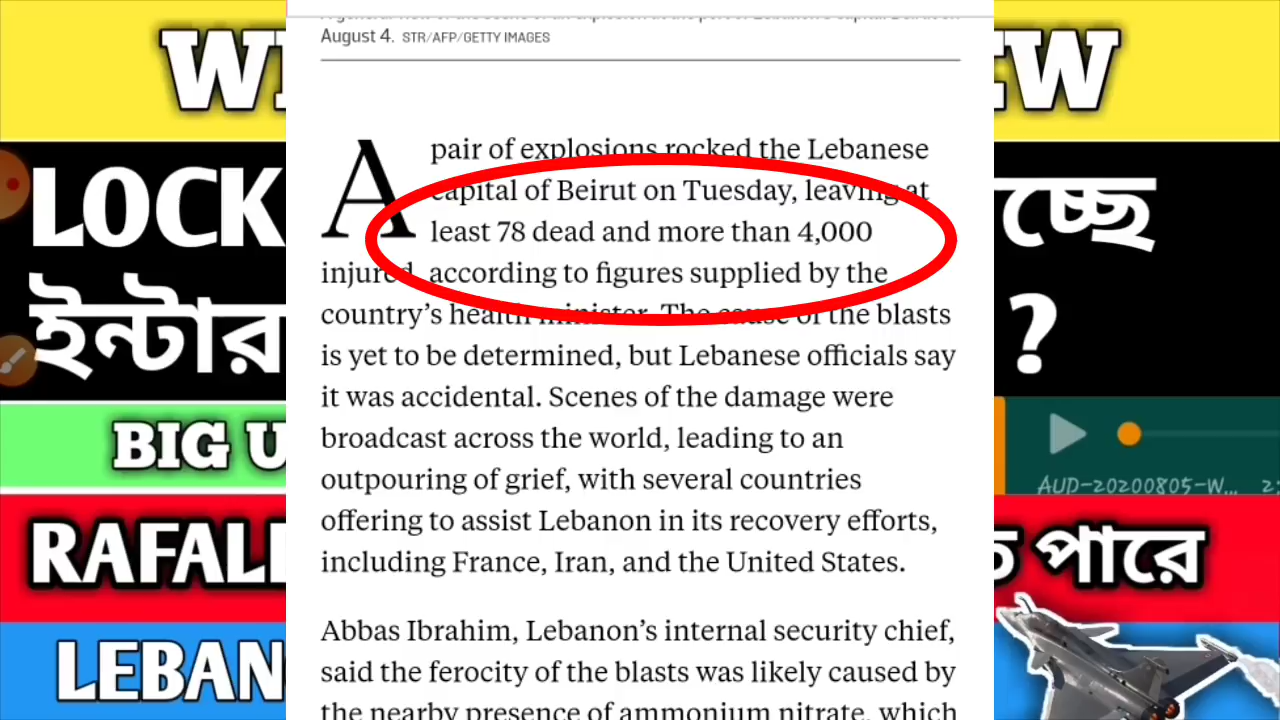 August 4. STR/AFP/GETTY IMAGES
A pair of explosions rocked the Lebanese
capital of Beirut on Tuesday, leaving at
least 78 dead and more than 4,000
injured, according to figures supplied by the
country's health minister. The cause of the blasts
is yet to be determined, but Lebanese officials say
it was accidental. Scenes of the damage were
broadcast across the world, leading to an
outpouring of grief, with several countries
offering to assist Lebanon in its recovery efforts,
including France, Iran, and the United States.
Abbas Ibrahim, Lebanon's internal security chief,
said the ferocity of the blasts was likely caused by
the nearby presence of ammonium nitrate, which
LOCK
ইন্টার
?
BIG U
AUD-20200805-W...
RAFAL
পারে
LEBAN